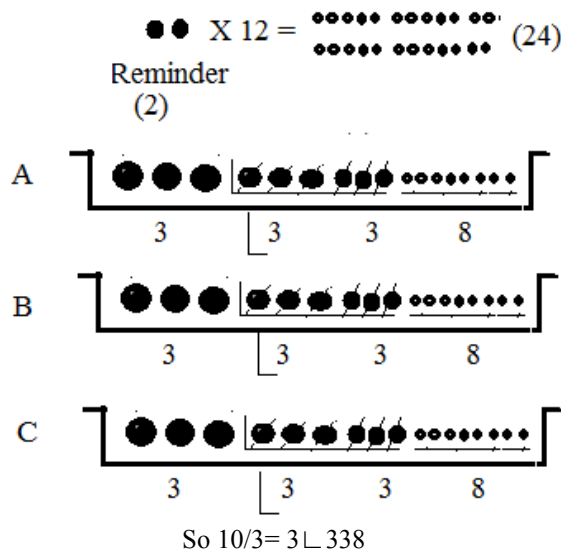 X 12 = (24)
Reminder
(2)
A
3 3 3 8
B
3 3 3 8
C
3 3 3 8
So 10/3= 3∟338